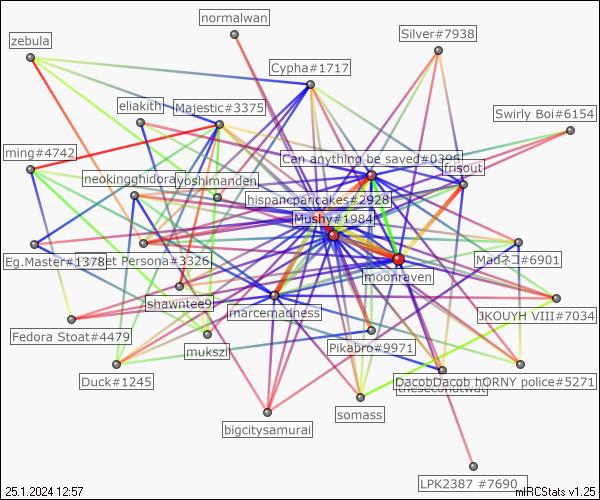 normalwan
zebula
Silver#7938
Cypha#1717
eliakith
Majestic#3375
Swirly Boi#6154
ming#4742
Can anything be saved#0396
frisout
neokingghidorah
yoshimanden
hispancpancakes#2928
Mushy#1984
Eg.Master#1378
Persona#3326
Madネコ#6901
moonraven
shawntee9
marcemadness
JKOUYH VIII#7034
Fedora Stoat#4479
mukszi
Pikabro#9971
Duck#1245
DacobDacob
hORNY police#5271
thesecondtwat
somass
bigcitysamurai
LPK2387 #7690
25.1.2024 12:57
mIRCStats v1.25